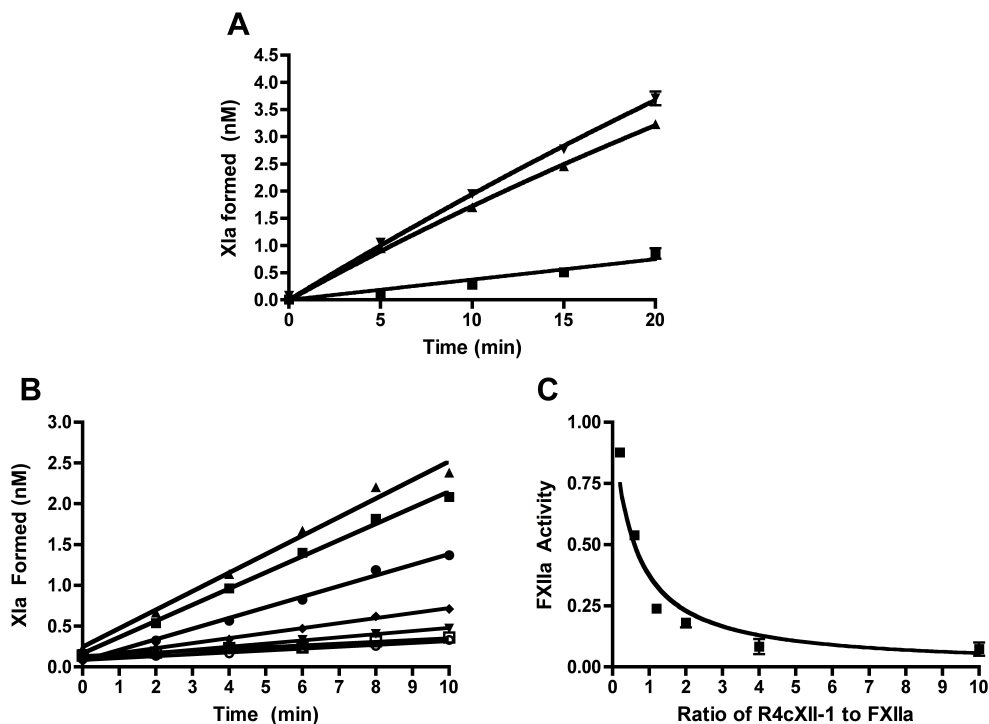 A
4.5
4.0
3.5
3.0
2.5
2.0
1.5
1.0
0.5
0.0
XIa formed (nM)
0 5 10 15 20
Time (min)
B
3.0
2.5
2.0
1.5
1.0
0.5
0.0
XIa Formed (nM)
0 1 2 3 4 5 6 7 8 9 10
Time (min)
C
1.00
0.75
0.50
0.25
0.00
FXIIa Activity
0 1 2 3 4 5 6 7 8 9 10
Ratio of R4cXII-1 to FXIIa